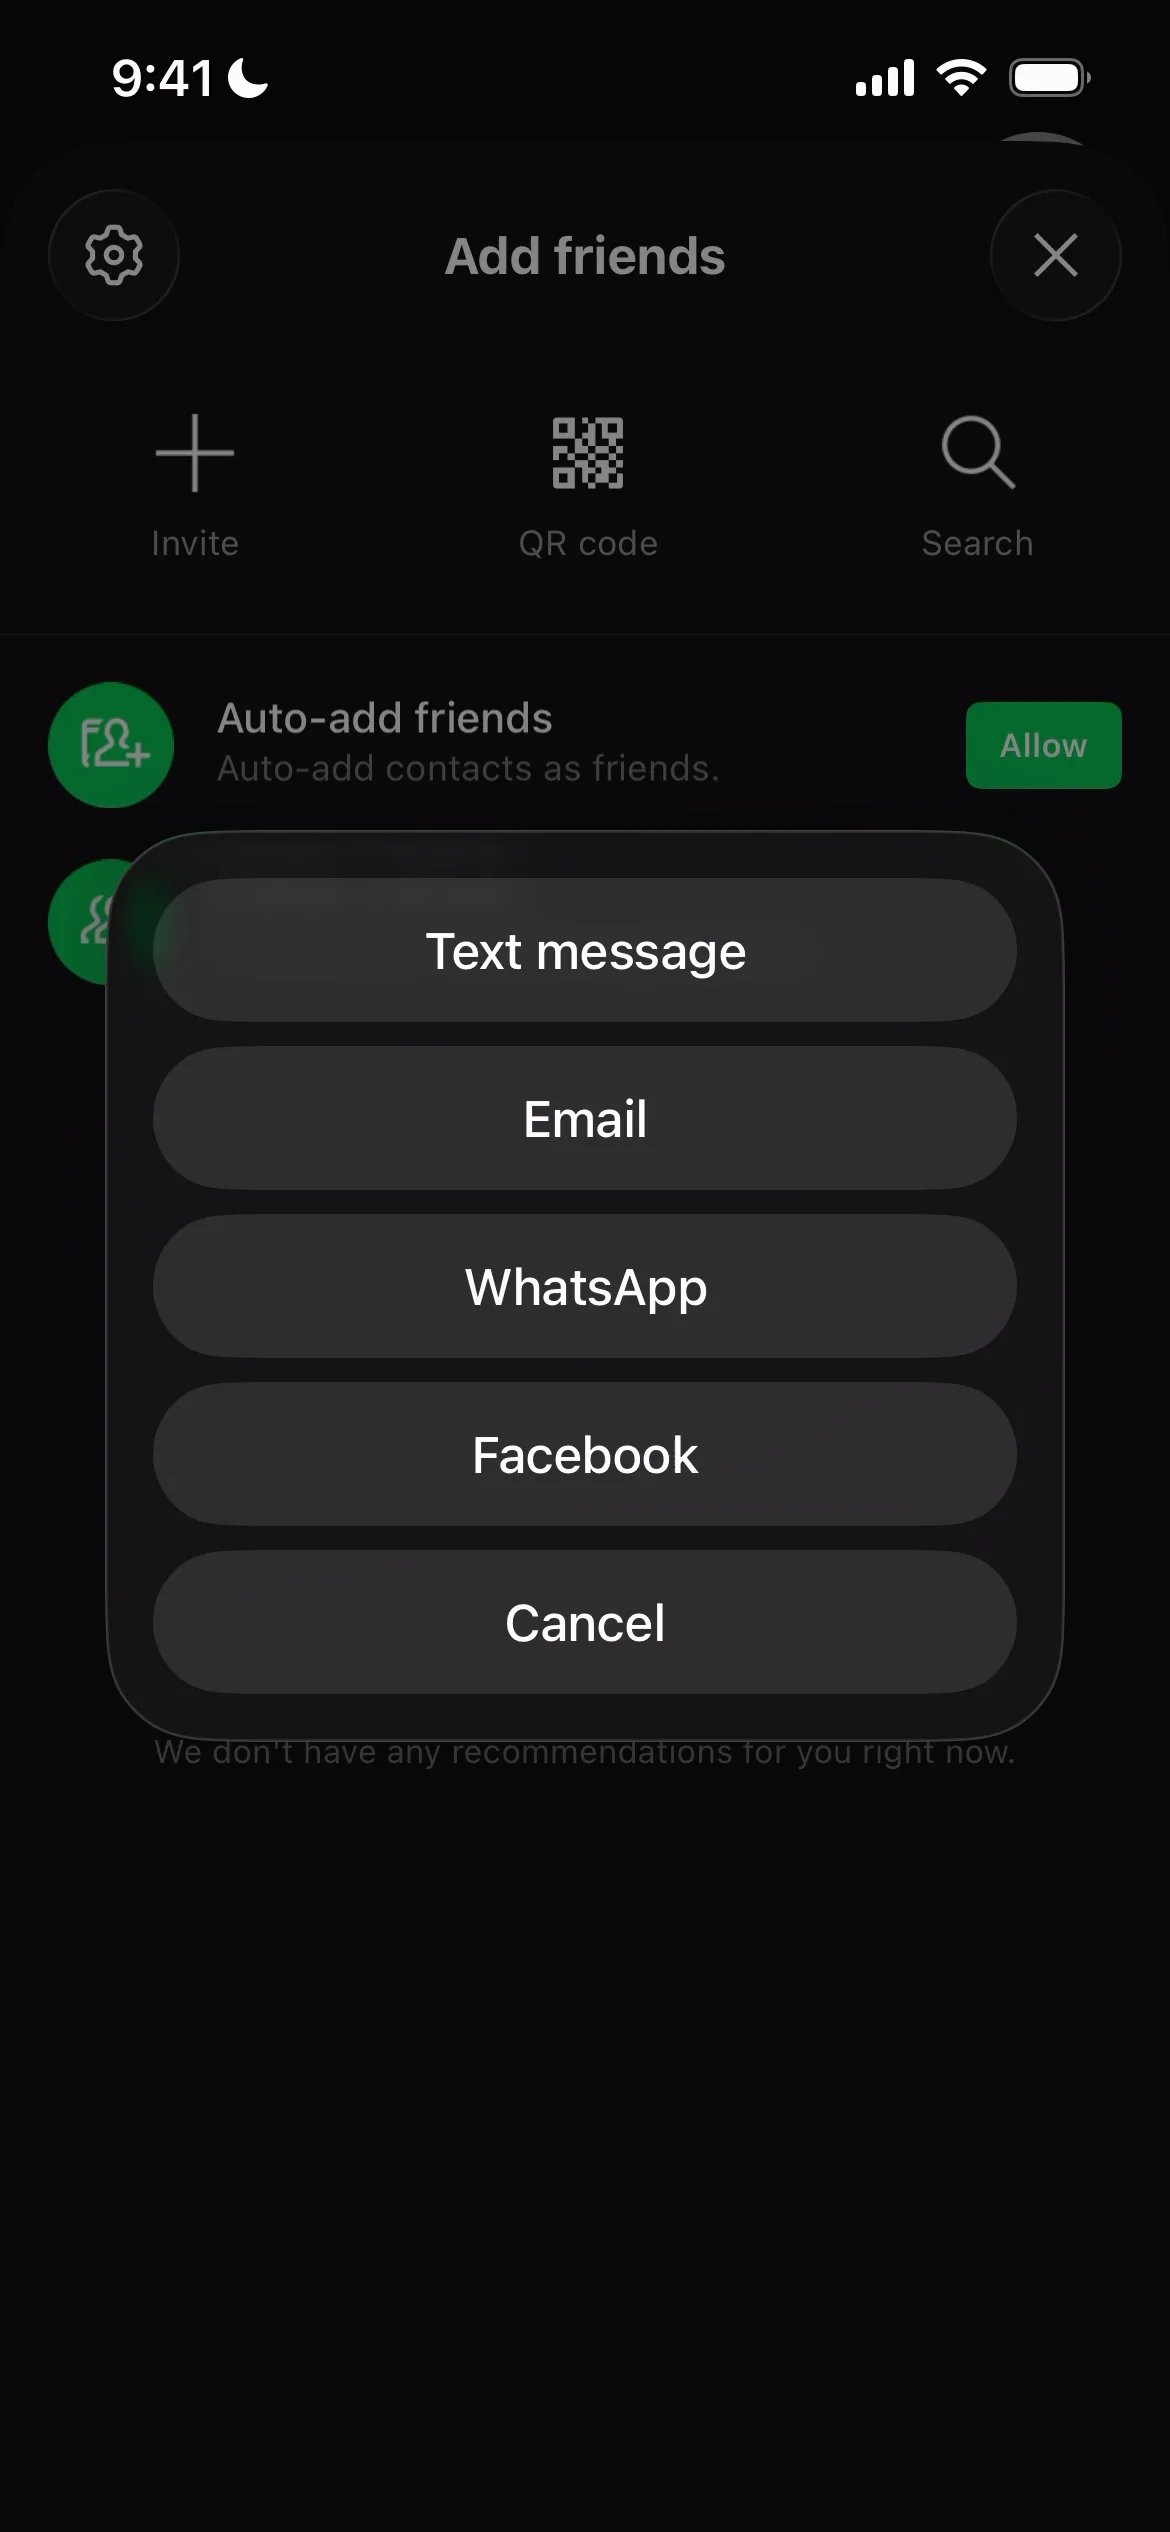 9:41
Add friends
Invite
QR code
Search
Auto-add friends
Auto-add contacts as friends.
Allow
Text message
Email
WhatsApp
Facebook
Cancel
We don't have any recommendations for you right now.